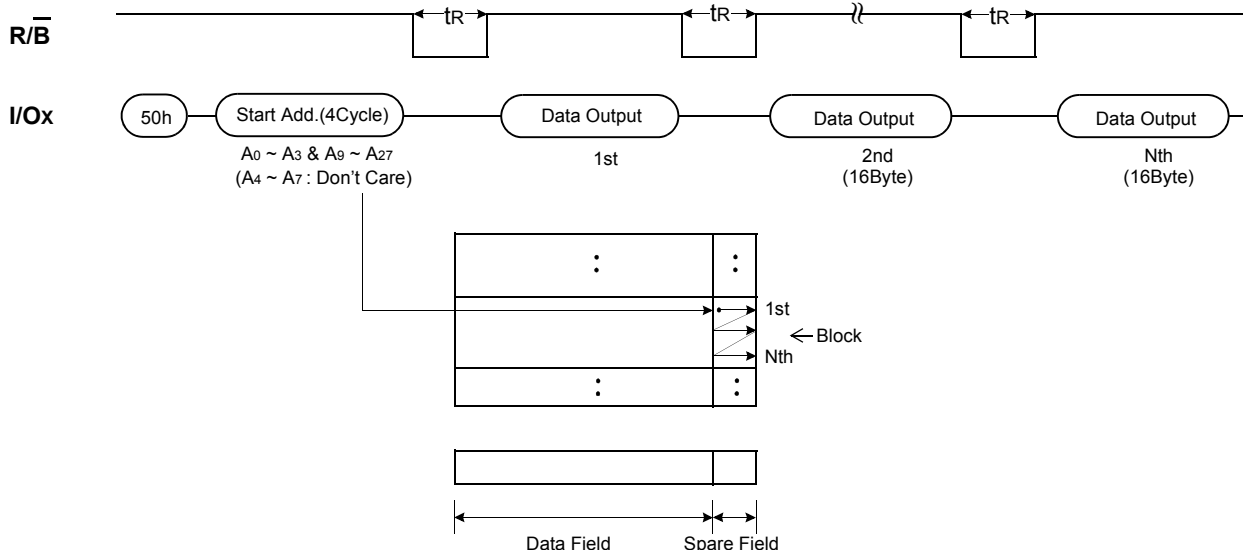 R/B tR tR tR
I/Ox 50h Start Add.(4Cycle) Data Output Data Output Data Output
A0 ~ A3 & A9 ~ A27 1st 2nd Nth
(A4 ~ A7 : Don't Care) (16Byte) (16Byte)
1st
Block
Nth
Data Field Spare Field